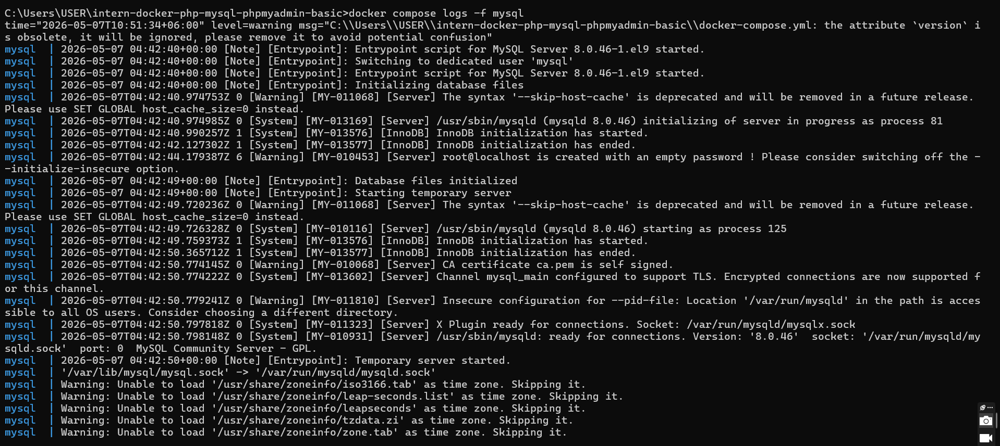 C:\Users\USER\intern-docker-php-mysql-phpmyadmin-basic>docker compose logs -f mysql
time="2026-05-07T10:51:34+06:00" level=warning msg="C:\\Users\\USER\\intern-docker-php-mysql-phpmyadmin-basic\\docker-compose.yml: the attribute `version` i
s obsolete, it will be ignored, please remove it to avoid potential confusion"
mysql  | 2026-05-07 04:42:40+00:00 [Note] [Entrypoint]: Entrypoint script for MySQL Server 8.0.46-1.el9 started.
mysql  | 2026-05-07 04:42:40+00:00 [Note] [Entrypoint]: Switching to dedicated user 'mysql'
mysql  | 2026-05-07 04:42:40+00:00 [Note] [Entrypoint]: Entrypoint script for MySQL Server 8.0.46-1.el9 started.
mysql  | 2026-05-07 04:42:40+00:00 [Note] [Entrypoint]: Initializing database files
mysql  | 2026-05-07T04:42:40.974753Z 0 [Warning] [MY-011068] [Server] The syntax '--skip-host-cache' is deprecated and will be removed in a future release.
Please use SET GLOBAL host_cache_size=0 instead.
mysql  | 2026-05-07T04:42:40.974985Z 0 [System] [MY-013169] [Server] /usr/sbin/mysqld (mysqld 8.0.46) initializing of server in progress as process 81
mysql  | 2026-05-07T04:42:40.990257Z 1 [System] [MY-013576] [InnoDB] InnoDB initialization has started.
mysql  | 2026-05-07T04:42:42.127302Z 1 [System] [MY-013577] [InnoDB] InnoDB initialization has ended.
mysql  | 2026-05-07T04:42:44.179387Z 6 [Warning] [MY-010453] [Server] root@localhost is created with an empty password ! Please consider switching off the -
-initialize-insecure option.
mysql  | 2026-05-07 04:42:49+00:00 [Note] [Entrypoint]: Database files initialized
mysql  | 2026-05-07 04:42:49+00:00 [Note] [Entrypoint]: Starting temporary server
mysql  | 2026-05-07T04:42:49.720236Z 0 [Warning] [MY-011068] [Server] The syntax '--skip-host-cache' is deprecated and will be removed in a future release.
Please use SET GLOBAL host_cache_size=0 instead.
mysql  | 2026-05-07T04:42:49.726328Z 0 [System] [MY-010116] [Server] /usr/sbin/mysqld (mysqld 8.0.46) starting as process 125
mysql  | 2026-05-07T04:42:49.759373Z 1 [System] [MY-013576] [InnoDB] InnoDB initialization has started.
mysql  | 2026-05-07T04:42:50.365712Z 1 [System] [MY-013577] [InnoDB] InnoDB initialization has ended.
mysql  | 2026-05-07T04:42:50.774145Z 0 [Warning] [MY-010068] [Server] CA certificate ca.pem is self signed.
mysql  | 2026-05-07T04:42:50.774222Z 0 [System] [MY-013602] [Server] Channel mysql_main configured to support TLS. Encrypted connections are now supported f
or this channel.
mysql  | 2026-05-07T04:42:50.779241Z 0 [Warning] [MY-011810] [Server] Insecure configuration for --pid-file: Location '/var/run/mysqld' in the path is acces
sible to all OS users. Consider choosing a different directory.
mysql  | 2026-05-07T04:42:50.797818Z 0 [System] [MY-011323] [Server] X Plugin ready for connections. Socket: /var/run/mysqld/mysqlx.sock
mysql  | 2026-05-07T04:42:50.798148Z 0 [System] [MY-010931] [Server] /usr/sbin/mysqld: ready for connections. Version: '8.0.46'  socket: '/var/run/mysqld/my
sqld.sock'  port: 0  MySQL Community Server - GPL.
mysql  | 2026-05-07 04:42:50+00:00 [Note] [Entrypoint]: Temporary server started.
mysql  | '/var/lib/mysql/mysql.sock' -> '/var/run/mysqld/mysqld.sock'
mysql  | Warning: Unable to load '/usr/share/zoneinfo/iso3166.tab' as time zone. Skipping it.
mysql  | Warning: Unable to load '/usr/share/zoneinfo/leap-seconds.list' as time zone. Skipping it.
mysql  | Warning: Unable to load '/usr/share/zoneinfo/leapseconds' as time zone. Skipping it.
mysql  | Warning: Unable to load '/usr/share/zoneinfo/tzdata.zi' as time zone. Skipping it.
mysql  | Warning: Unable to load '/usr/share/zoneinfo/zone.tab' as time zone. Skipping it.